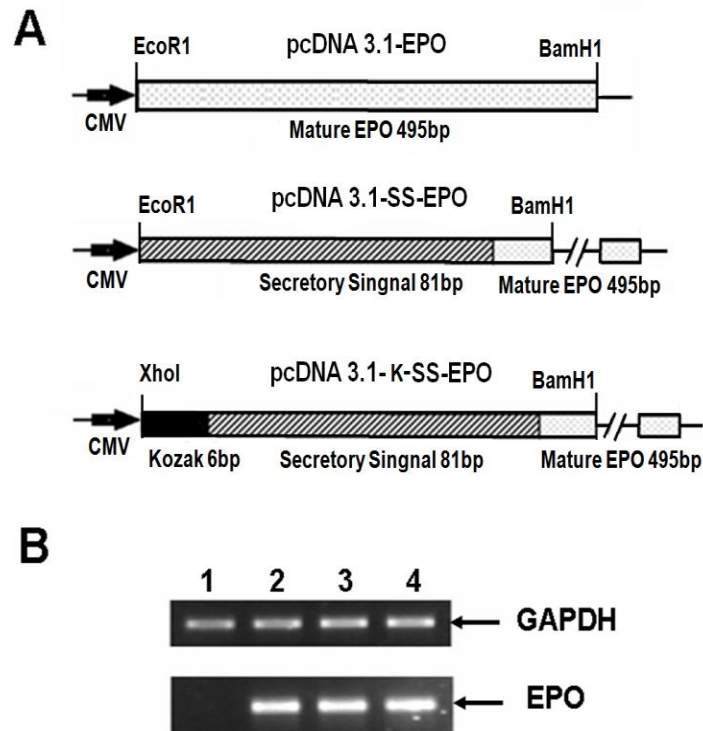 A
EcoR1 pcDNA 3.1-EPO BamH1
CMV Mature EPO 495bp
EcoR1 pcDNA 3.1-SS-EPO BamH1
CMV Secretory Singnal 81bp Mature EPO 495bp
XhoI pcDNA 3.1-K-SS-EPO BamH1
CMV Kozak 6bp Secretory Singnal 81bp Mature EPO 495bp
B
1 2 3 4
GAPDH
EPO